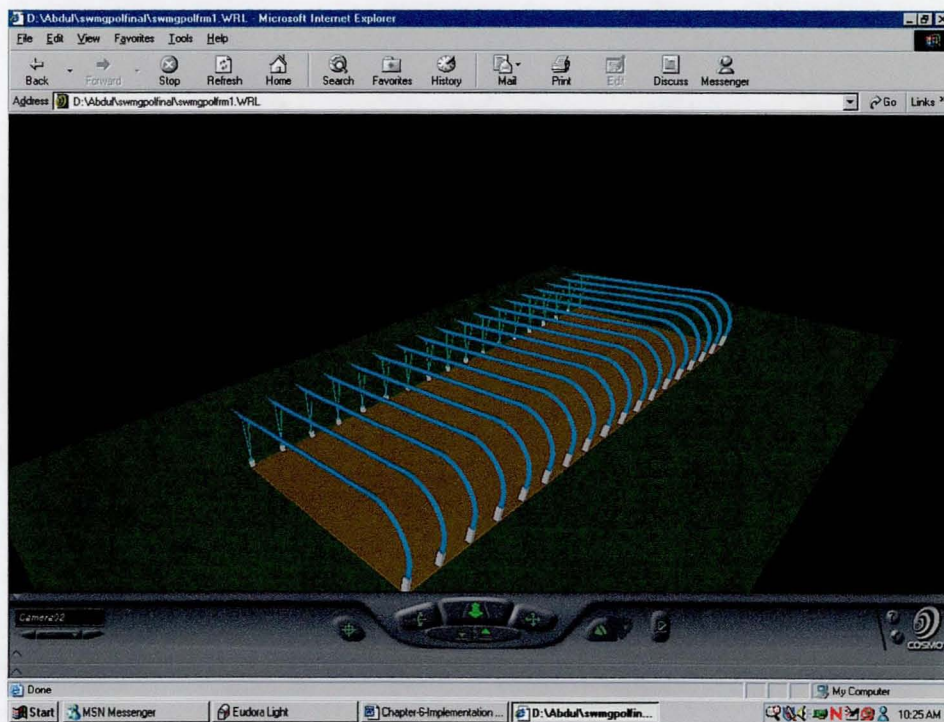 D:\Abdul\swmgpolfinal\swmgpolfrm1.WRL - Microsoft Internet Explorer
File Edit View Favorites Tools Help
Back Forward Stop Refresh Home Search Favorites History Mail Print Edit Discuss Messenger
Address D:\Abdul\swmgpolfinal\swmgpolfrm1.WRL Go Links »
Camera02
COSMO
Done My Computer
Start MSN Messenger Eudora Light Chapter-6-Implementation ... D:\Abdul\swmgpolfin... 10:25 AM